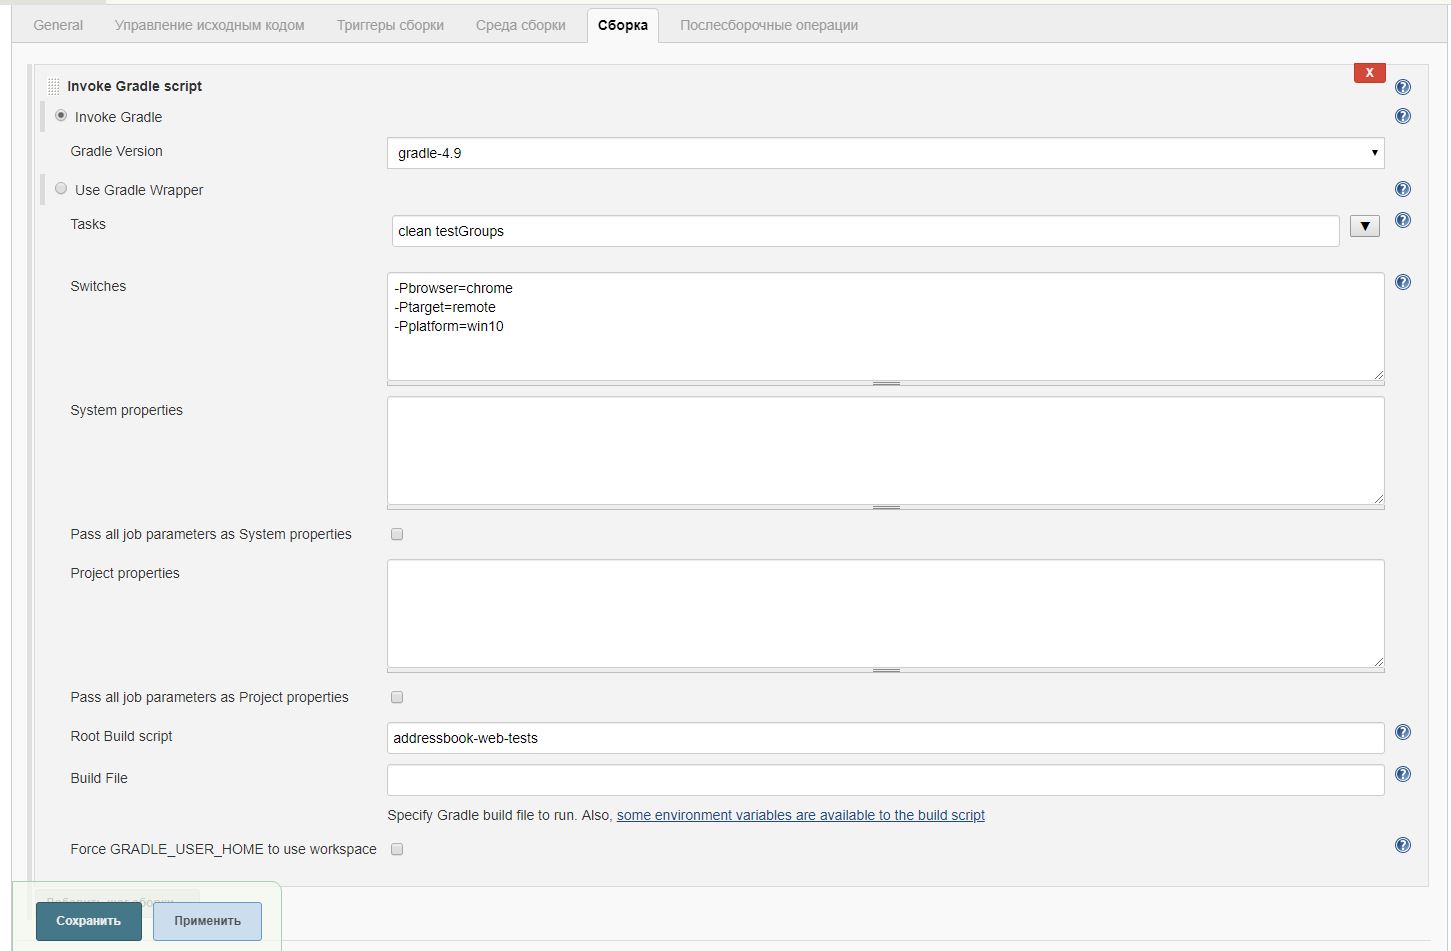 General Управление исходным кодом Триггеры сборки Среда сборки Сборка Послесборочные операции
Invoke Gradle script
X
Invoke Gradle
Gradle Version
gradle-4.9
Use Gradle Wrapper
Tasks
clean testGroups
Switches
-Pbrowser=chrome
-Ptarget=remote
-Pplatform=win10
System properties
Pass all job parameters as System properties
Project properties
Pass all job parameters as Project properties
Root Build script
addressbook-web-tests
Build File
Specify Gradle build file to run. Also, some environment variables are available to the build script
Force GRADLE_USER_HOME to use workspace
Добавить шаг сборки
Сохранить Применить